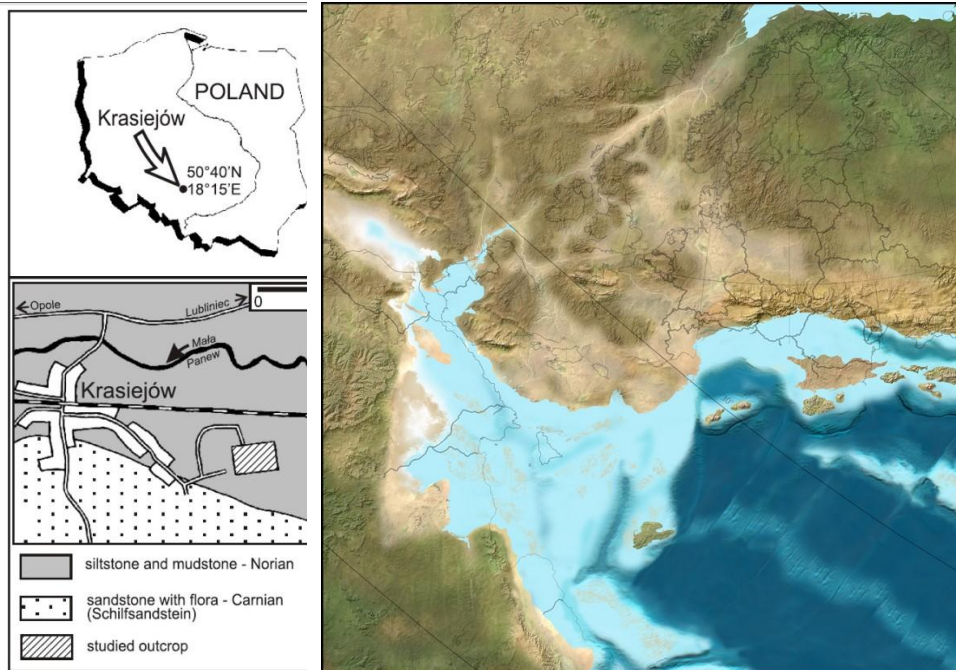 POLAND
Krasiejów
50°40'N
18°15'E
Opole
Lubliniec
0
Mała
Panew
Krasiejów
siltstone and mudstone - Norian
sandstone with flora - Carnian
(Schilfsandstein)
studied outcrop